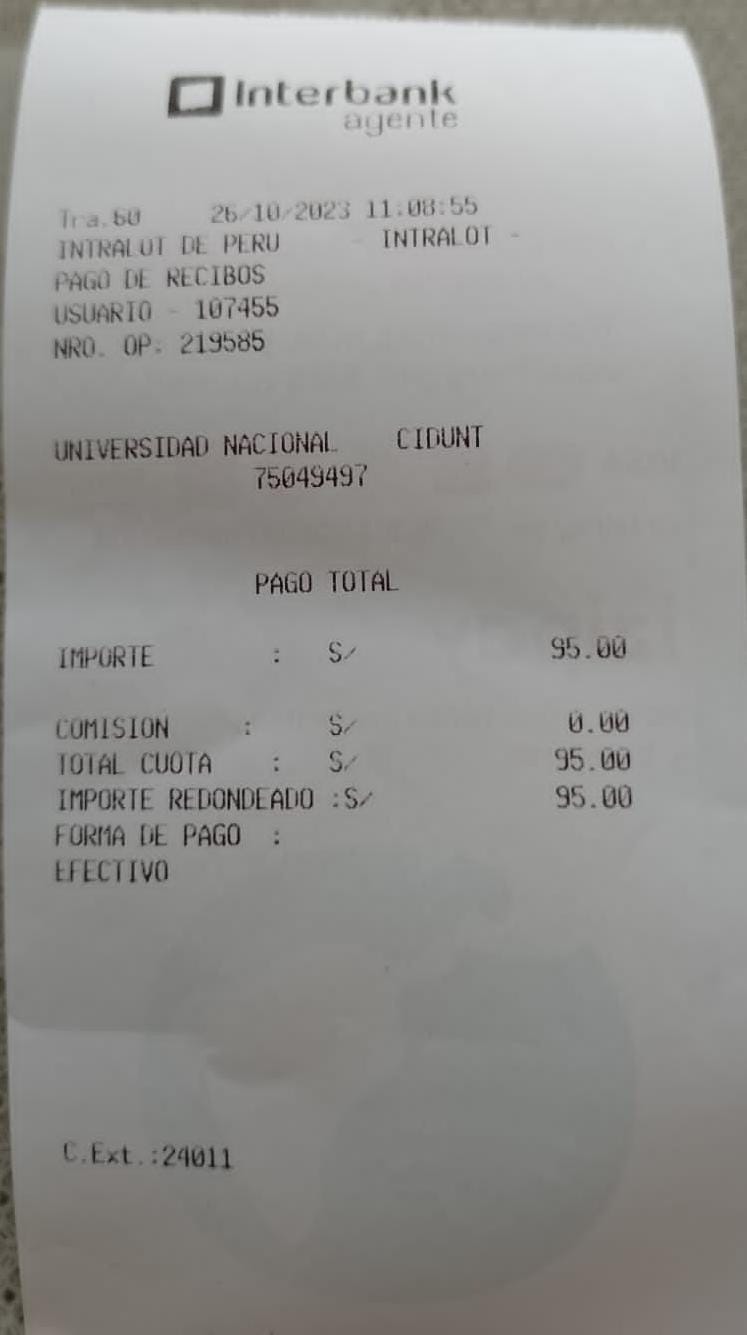 Interbank
agente
Tra.60 26/10/2023 11:08:55
INTRALOT DE PERU - INTRALOT -
PAGO DE RECIBOS
USUARIO - 107455
NRO. OP: 219585
UNIVERSIDAD NACIONAL CIDUNT
75049497
PAGO TOTAL
IMPORTE : S/ 95.00
COMISION : S/ 0.00
TOTAL CUOTA : S/ 95.00
IMPORTE REDONDEADO :S/ 95.00
FORMA DE PAGO :
EFECTIVO
C.Ext.:24011